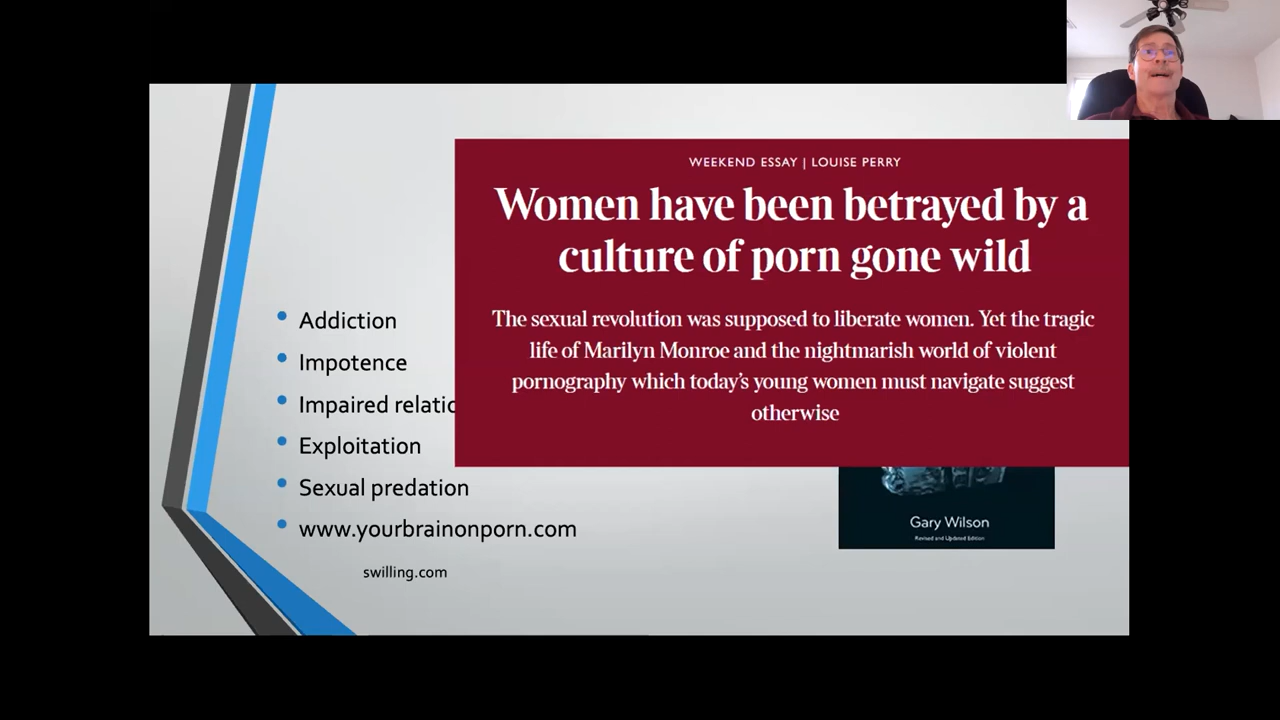 WEEKEND ESSAY | LOUISE PERRY
Women have been betrayed by a
culture of porn gone wild
The sexual revolution was supposed to liberate women. Yet the tragic
life of Marilyn Monroe and the nightmarish world of violent
pornography which today's young women must navigate suggest
otherwise
Addiction
Impotence
Impaired relatio
Exploitation
Sexual predation
www.yourbrainonporn.com
swilling.com
Gary Wilson
Revised and Updated Edition